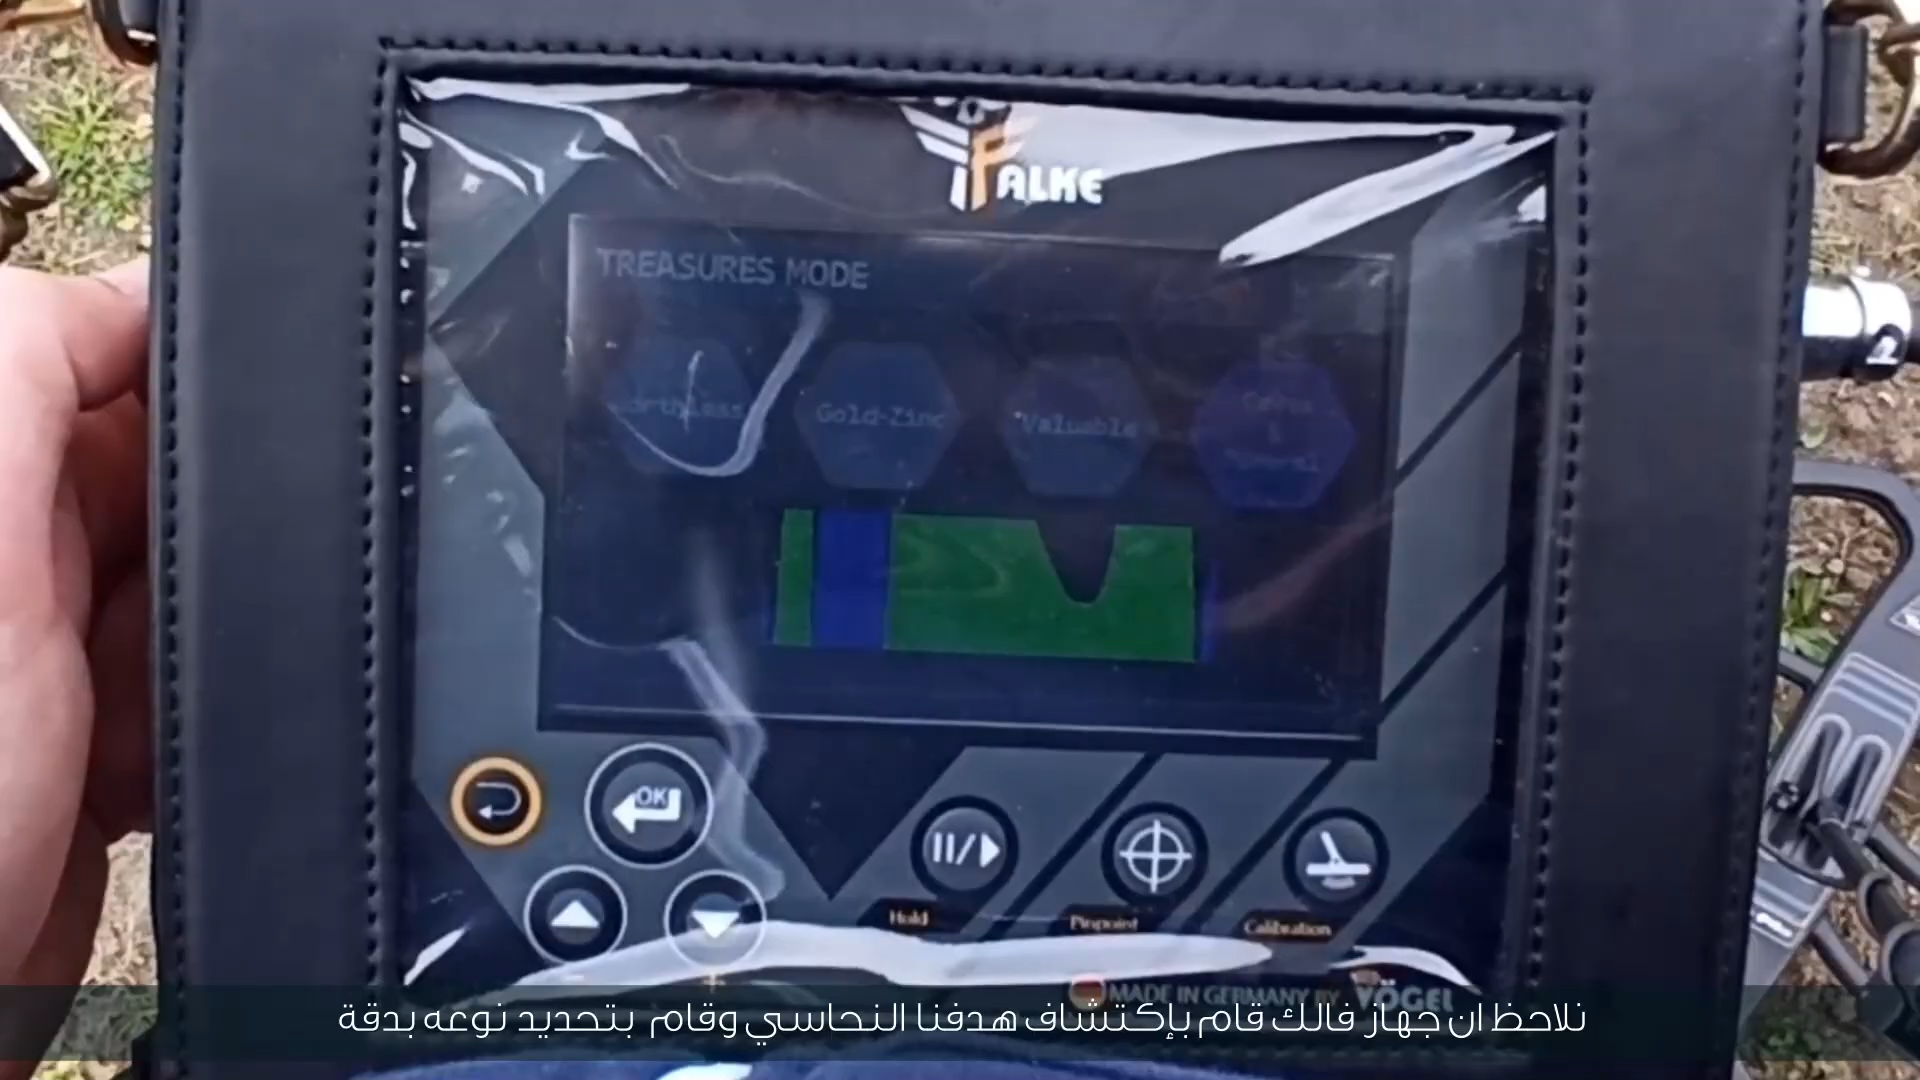 FALKE
TREASURES MODE
Gold-Zinc
Valuable
OK
Hold
Pinpoint
Calibration
MADE IN GERMANY BY VÖGEL
نلاحظ ان جهاز فالك قام بإكتشاف هدفنا النحاسي وقام بتحديد نوعه بدقة